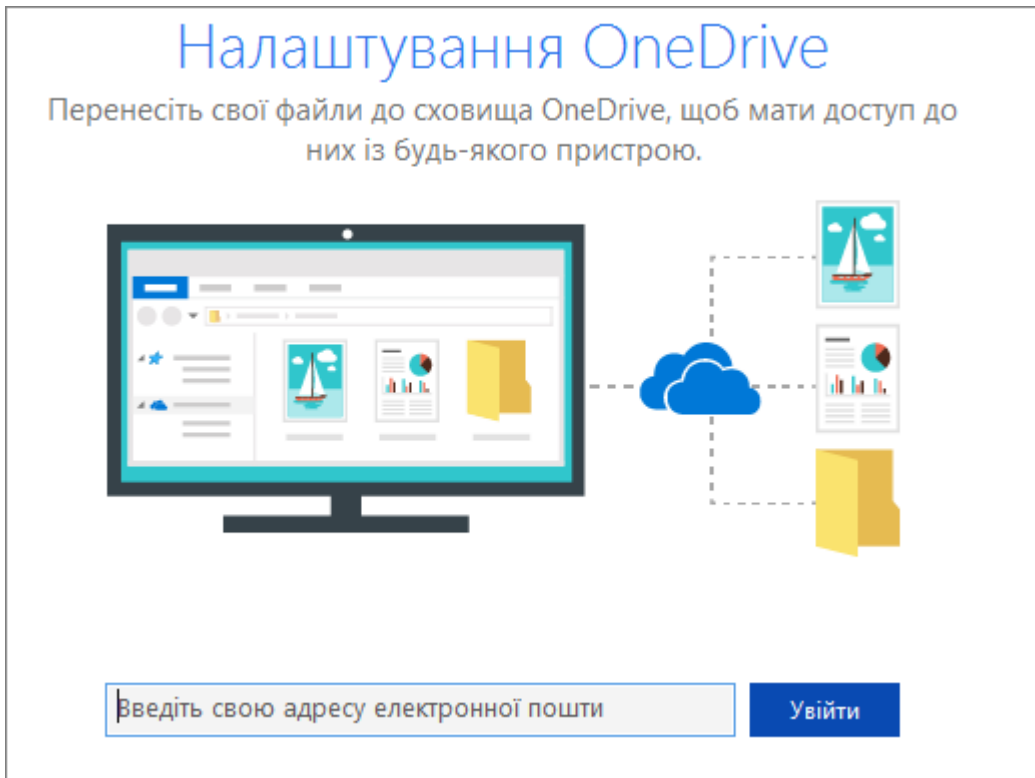 Налаштування OneDrive
Перенесіть свої файли до сховища OneDrive, щоб мати доступ до
них із будь-якого пристрою.
Введіть свою адресу електронної пошти
Увійти